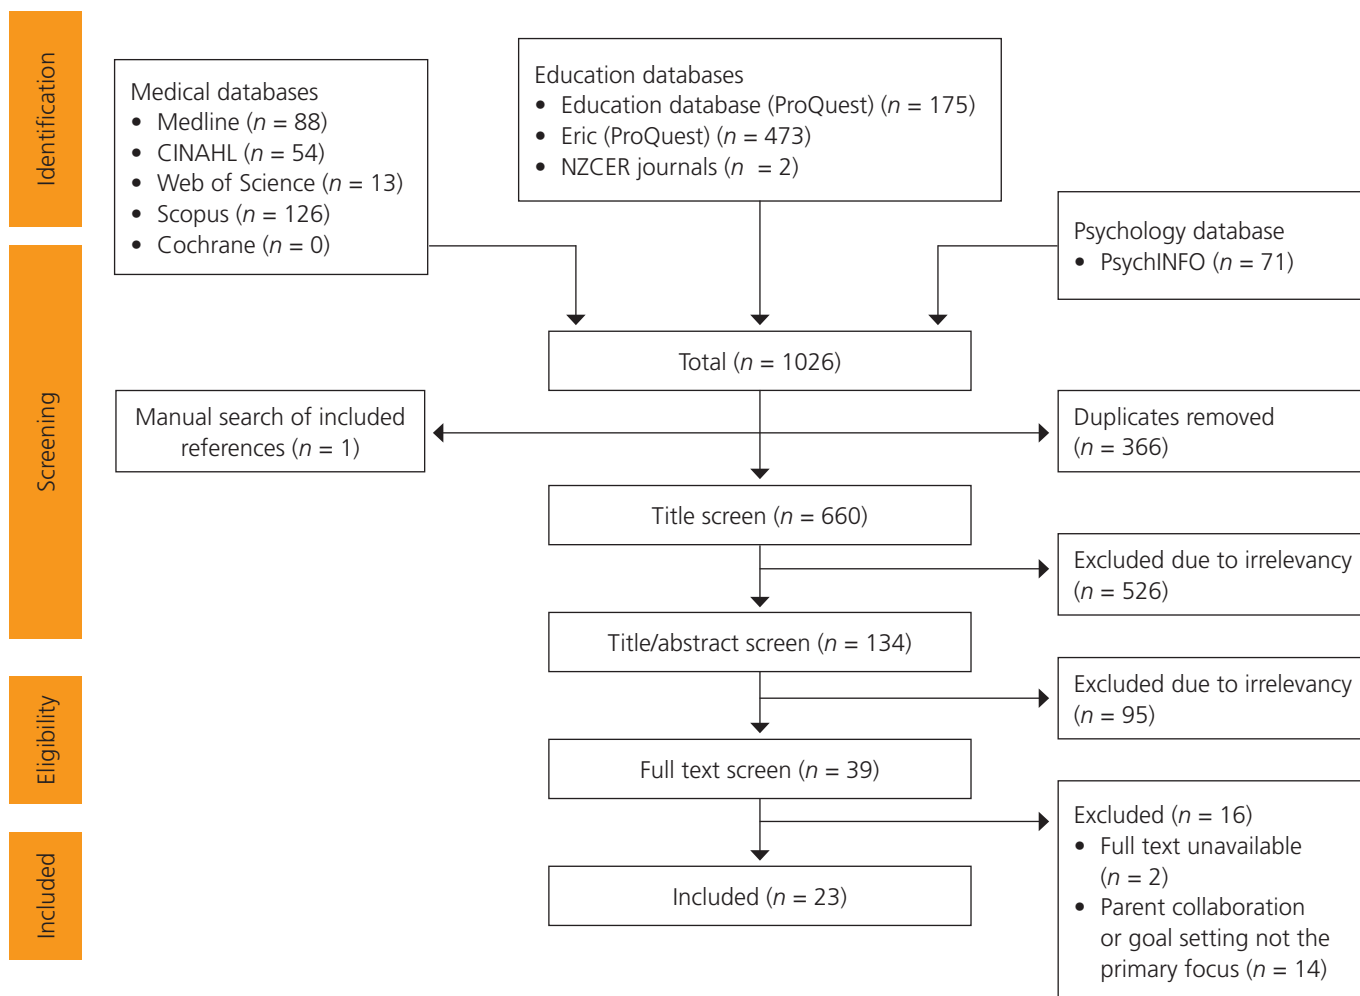 Identification
Medical databases
• Medline (n = 88)
• CINAHL (n = 54)
• Web of Science (n = 13)
• Scopus (n = 126)
• Cochrane (n = 0)
Education databases
• Education database (ProQuest) (n = 175)
• Eric (ProQuest) (n = 473)
• NZCER journals (n = 2)
Psychology database
• PsychINFO (n = 71)
Screening
Total (n = 1026)
Manual search of included
references (n = 1)
Duplicates removed
(n = 366)
Title screen (n = 660)
Excluded due to irrelevancy
(n = 526)
Title/abstract screen (n = 134)
Excluded due to irrelevancy
(n = 95)
Eligibility
Full text screen (n = 39)
Excluded (n = 16)
• Full text unavailable
(n = 2)
• Parent collaboration
or goal setting not the
primary focus (n = 14)
Included
Included (n = 23)